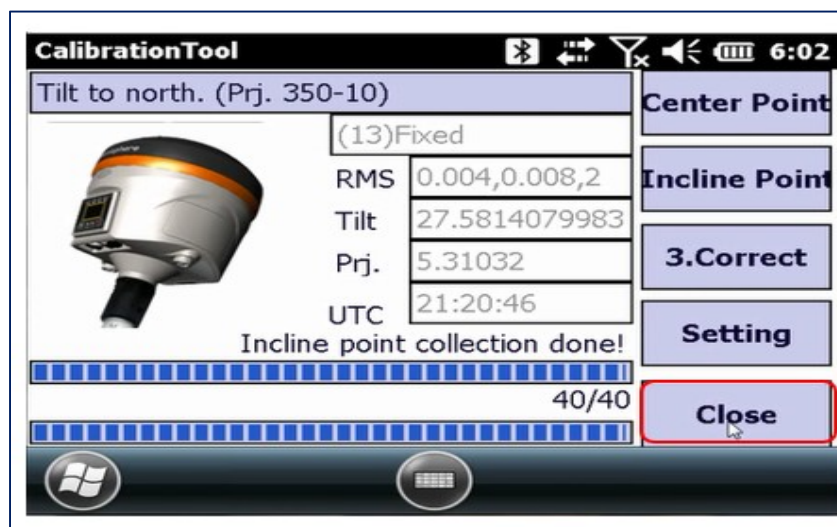 CalibrationTool 6:02
Tilt to north. (Prj. 350-10)
(13)Fixed
RMS 0.004,0.008,2
Tilt 27.5814079983
Prj. 5.31032
UTC 21:20:46
Incline point collection done!
40/40
Center Point
Incline Point
3.Correct
Setting
Close